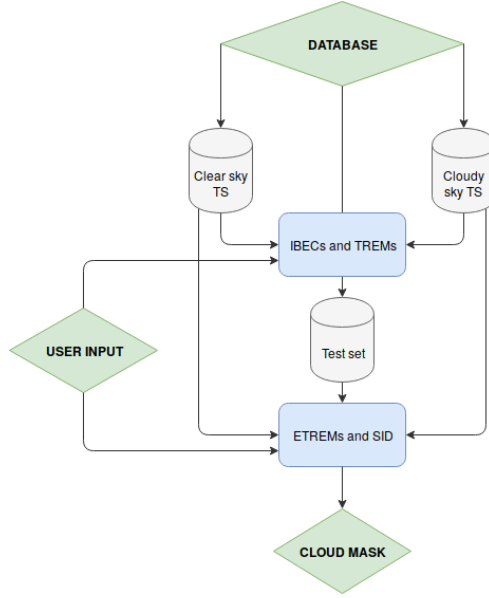 DATABASE
Clear sky
TS
Cloudy
sky TS
IBECs and TREMs
USER INPUT
Test set
ETREMs and SID
CLOUD MASK